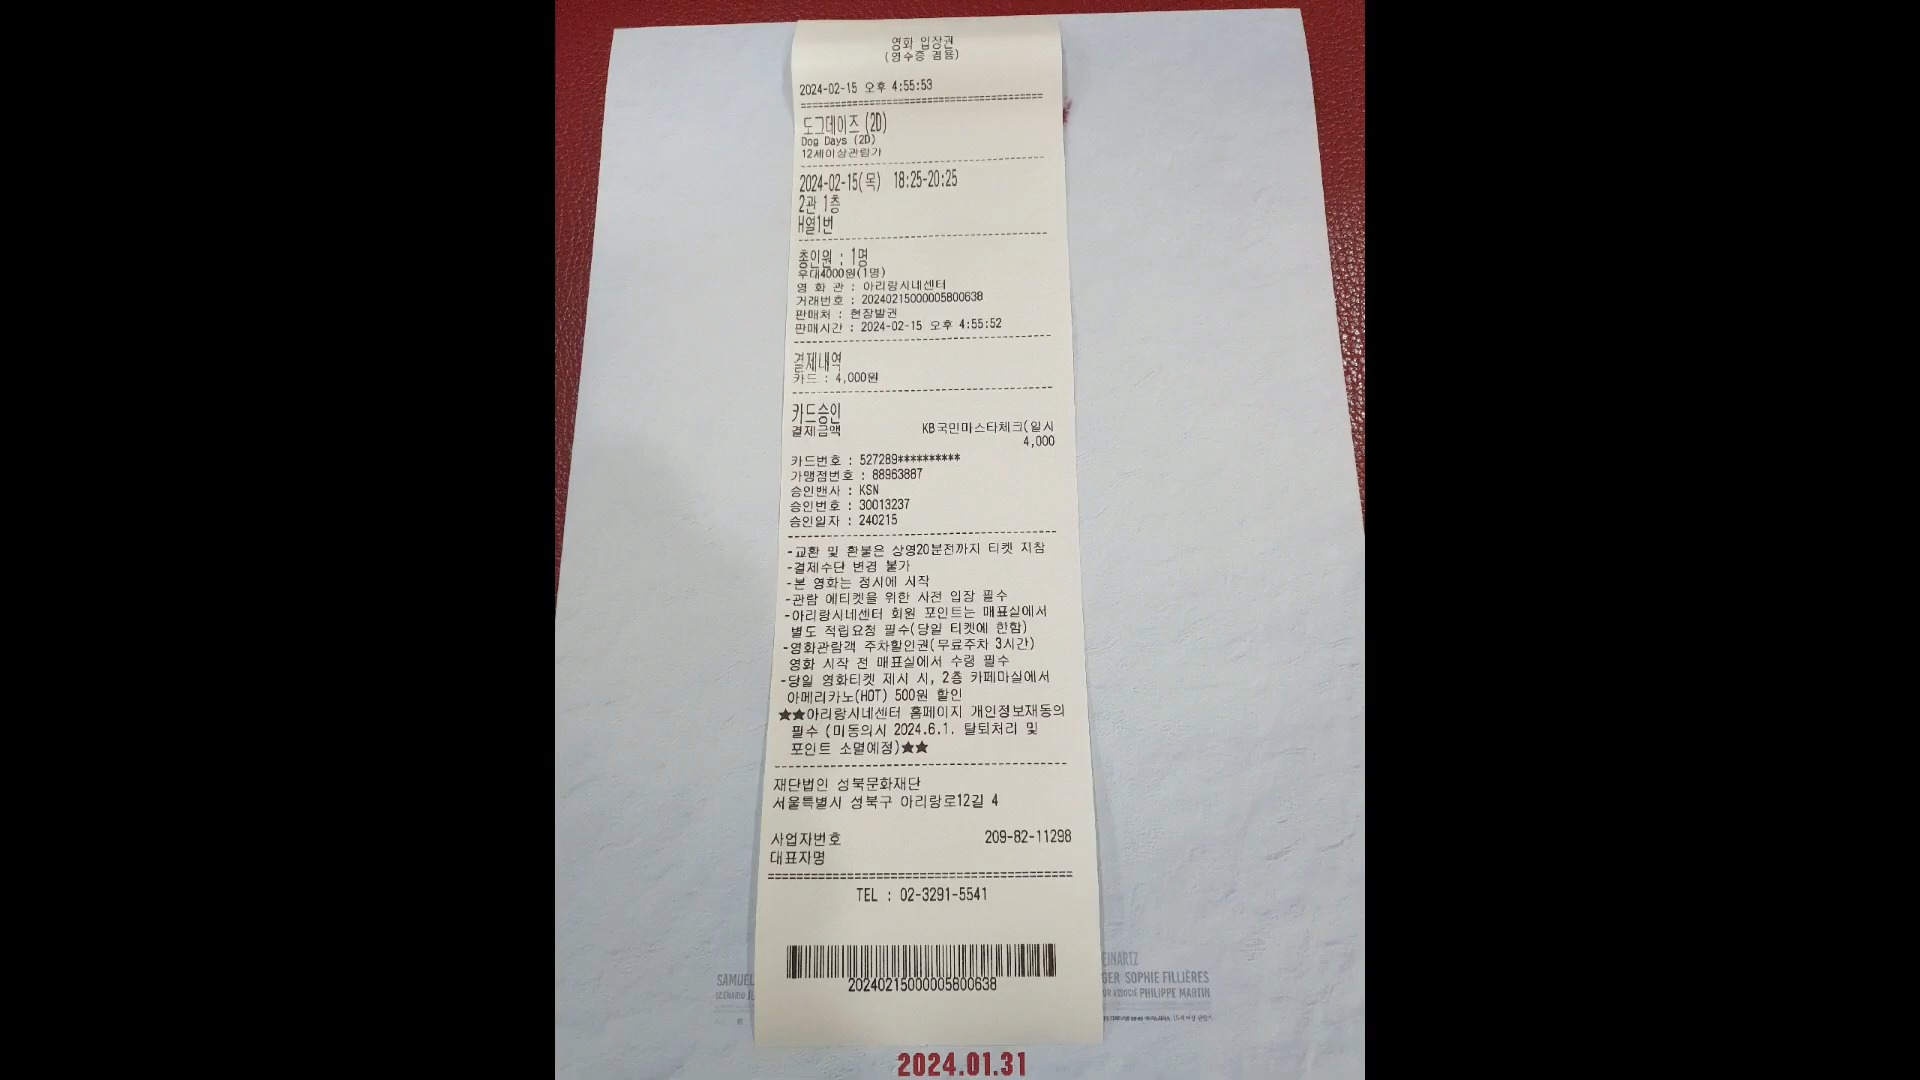 영화 입장권
(영수증 겸용)
2024-02-15 오후 4:55:53
==========================================
도그데이즈 (2D)
Dog Days (2D)
12세이상관람가
------------------------------------------
2024-02-15(목) 18:25-20:25
2관 1층
H열1번
------------------------------------------
총인원 : 1명
우대4000원(1명)
영 화 관 : 아리랑시네센터
거래번호 : 20240215000005800638
판매처 : 현장발권
판매시간 : 2024-02-15 오후 4:55:52
------------------------------------------
결제내역
카드 : 4,000원
------------------------------------------
카드승인
결제금액 KB국민마스타체크(일시
4,000
카드번호 : 527289**********
가맹점번호 : 88963887
승인밴사 : KSN
승인번호 : 30013237
승인일자 : 240215
------------------------------------------
-교환 및 환불은 상영20분전까지 티켓 지참
-결제수단 변경 불가
-본 영화는 정시에 시작
-관람 에티켓을 위한 사전 입장 필수
-아리랑시네센터 회원 포인트는 매표실에서
별도 적립요청 필수(당일 티켓에 한함)
-영화관람객 주차할인권(무료주차 3시간)
영화 시작 전 매표실에서 수령 필수
-당일 영화티켓 제시 시, 2층 카페마실에서
아메리카노(HOT) 500원 할인
★★아리랑시네센터 홈페이지 개인정보재동의
필수 (미동의시 2024.6.1. 탈퇴처리 및
포인트 소멸예정)★★
------------------------------------------
재단법인 성북문화재단
서울특별시 성북구 아리랑로12길 4
사업자번호 209-82-11298
대표자명
==========================================
TEL : 02-3291-5541
20240215000005800638
SAMUEL
SCÉNARIO
EINARTZ
GER SOPHIE FILLIÈRES
UR ASSOCIÉ PHILIPPE MARTIN
2024.01.31